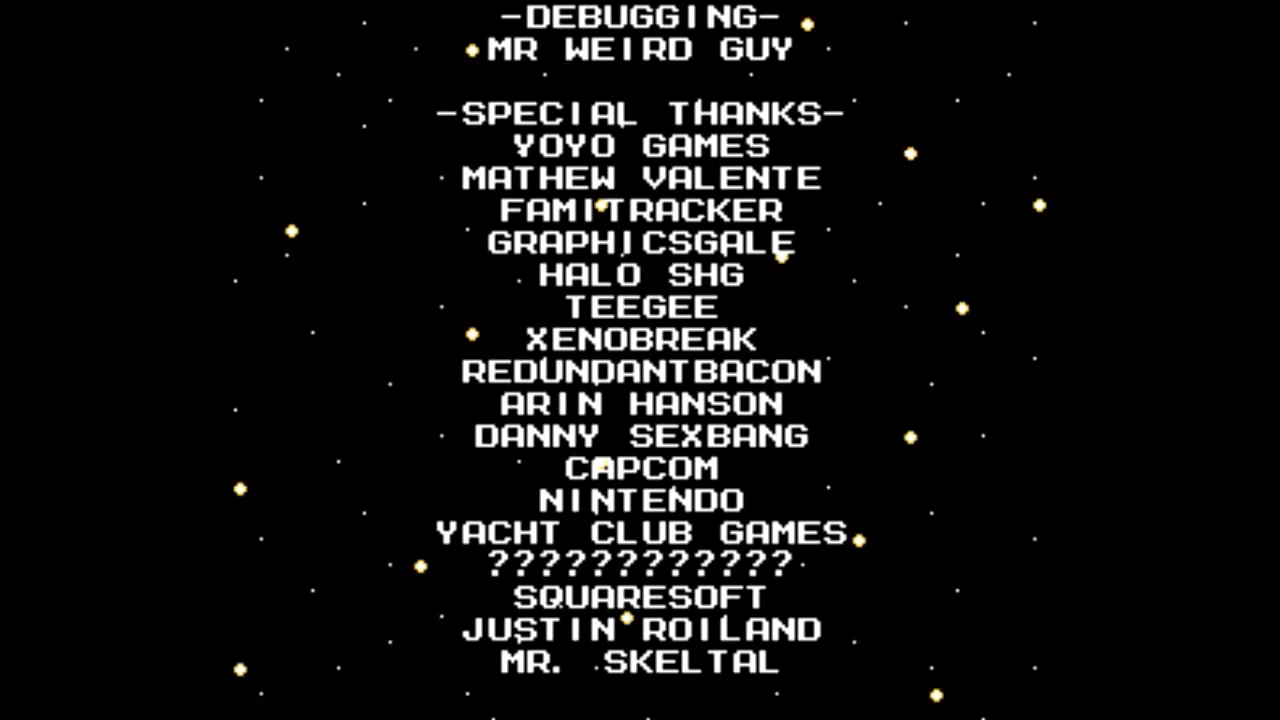 -DEBUGGING-
MR WEIRD GUY
-SPECIAL THANKS-
YOYO GAMES
MATHEW VALENTE
FAMITRACKER
GRAPHICSGALE
HALO SHG
TEEGEE
XENOBREAK
REDUNDANTBACON
ARIN HANSON
DANNY SEXBANG
CAPCOM
NINTENDO
YACHT CLUB GAMES
????????????
SQUARESOFT
JUSTIN ROILAND
MR. SKELTAL